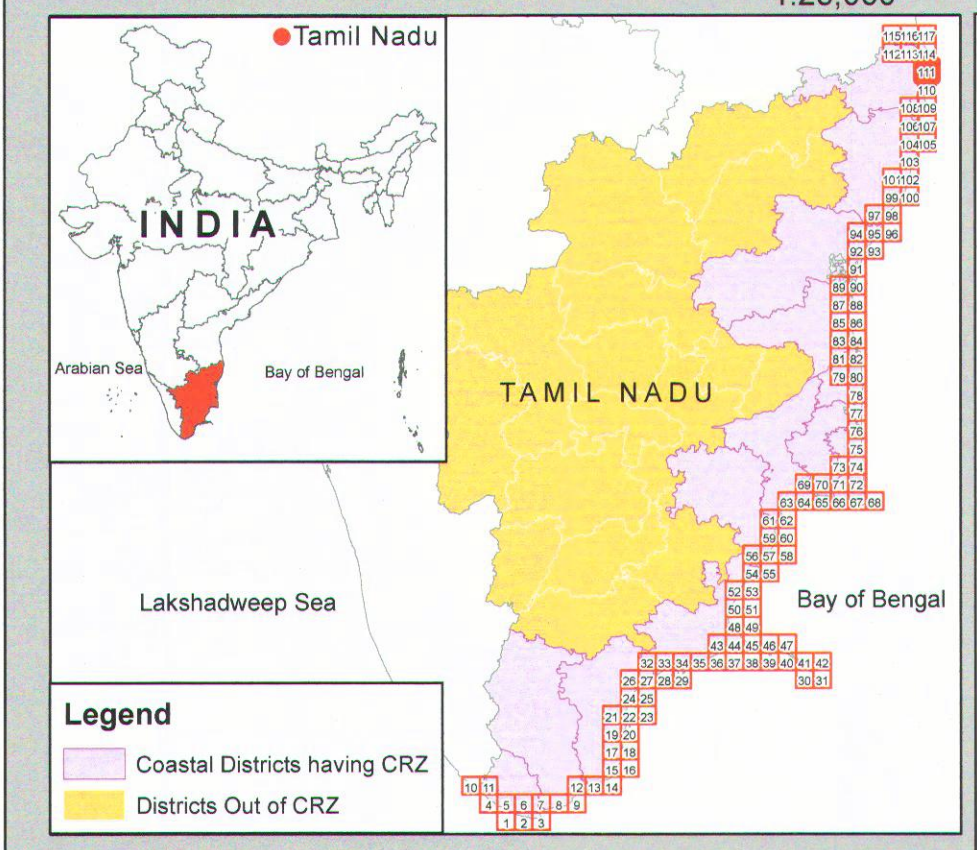 Tamil Nadu
INDIA
Arabian Sea
Bay of Bengal
TAMIL NADU
Lakshadweep Sea
Bay of Bengal
Legend
Coastal Districts having CRZ
Districts Out of CRZ
115 116 117
112 113 114
111
110
108 109
106 107
104 105
103
101 102
99 100
97 98
94 95 96
92 93
91
89 90
87 88
85 86
83 84
81 82
79 80
78
77
76
75
73 74
69 70 71 72
63 64 65 66 67 68
61 62
59 60
56 57 58
54 55
52 53
50 51
48 49
43 44 45 46 47
32 33 34 35 36 37 38 39 40 41 42
26 27 28 29 30 31
24 25
21 22 23
19 20
17 18
15 16
10 11 12 13 14
4 5 6 7 8 9
1 2 3